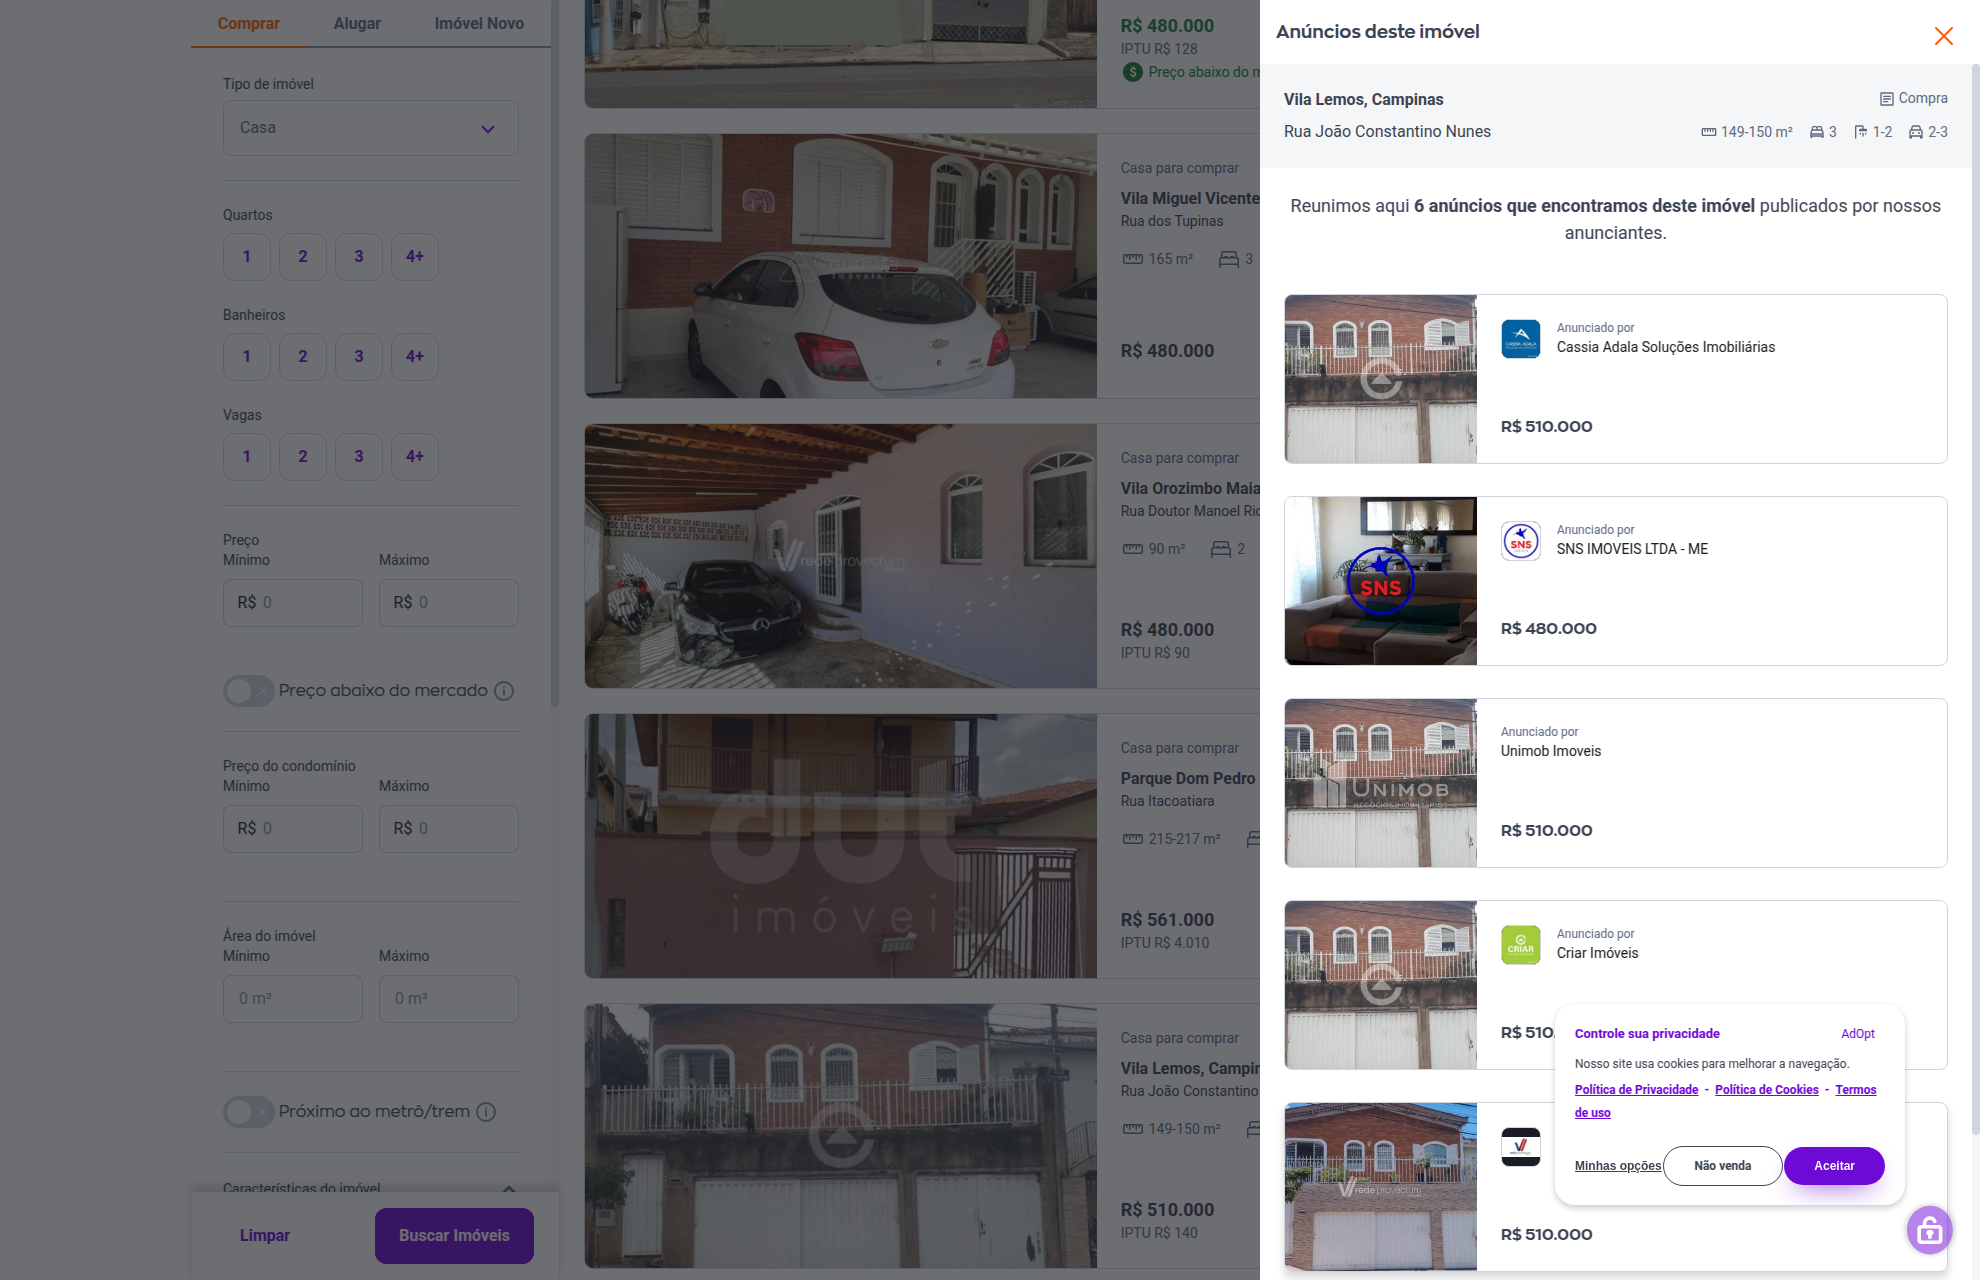 Comprar
Alugar
Imóvel Novo
Tipo de imóvel
Casa
Quartos
1
2
3
4+
Banheiros
1
2
3
4+
Vagas
1
2
3
4+
Preço
Mínimo
Máximo
R$ 0
R$ 0
Preço abaixo do mercado
Preço do condomínio
Mínimo
Máximo
R$ 0
R$ 0
Área do imóvel
Mínimo
Máximo
0 m²
0 m²
Próximo ao metrô/trem
Características do imóvel
Limpar
Buscar Imóveis
R$ 480.000
IPTU R$ 128
Preço abaixo do
Casa para comprar
Vila Miguel Vicente
Rua dos Tupinas
165 m²
3
R$ 480.000
rede provectum
Casa para comprar
Vila Orozimbo Maia
Rua Doutor Manoel
90 m²
2
R$ 480.000
IPTU R$ 90
imóveis
Casa para comprar
Parque Dom Pedro
Rua Itacoatiara
215-217 m²
R$ 561.000
IPTU R$ 4.010
Casa para comprar
Vila Lemos,
Rua João Constantino
149-150 m²
R$ 510.000
IPTU R$ 140
Anúncios deste imóvel
Vila Lemos, Campinas
Compra
Rua João Constantino Nunes
149-150 m²
3
1-2
2-3
Reunimos aqui 6 anúncios que encontramos deste imóvel publicados por nossos
anunciantes.
Anunciado por
Cassia Adala Soluções Imobiliárias
R$ 510.000
SNS
SNS
Anunciado por
SNS IMOVEIS LTDA - ME
R$ 480.000
UNIMOB
NEGÓCIOS IMOBILIÁRIOS
Anunciado por
Unimob Imoveis
R$ 510.000
CRIAR
Anunciado por
Criar Imóveis
R$ 510.
rede provectum
R$ 510.000
Controle sua privacidade
AdOpt
Nosso site usa cookies para melhorar a navegação.
Política de Privacidade - Política de Cookies - Termos
de uso
Minhas opções
Não venda
Aceitar